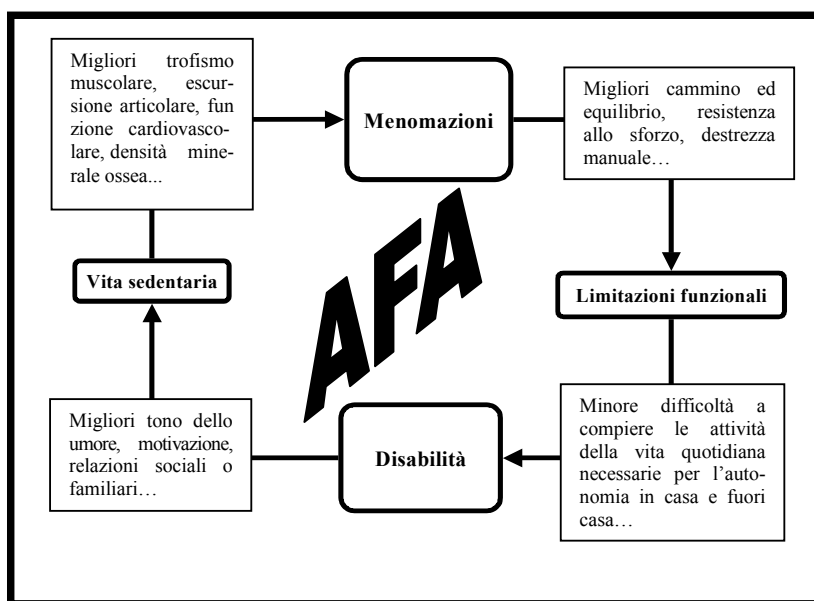 Migliori trofismo
muscolare, escur-
sione articolare, fun
zione cardiovasco-
lare, densità mine-
rale ossea...
Menomazioni
Migliori cammino ed
equilibrio, resistenza
allo sforzo, destrezza
manuale…
Vita sedentaria
AFA
Limitazioni funzionali
Migliori tono dello
umore, motivazione,
relazioni sociali o
familiari…
Disabilità
Minore difficoltà a
compiere le attività
della vita quotidiana
necessarie per l’auto-
nomia in casa e fuori
casa…